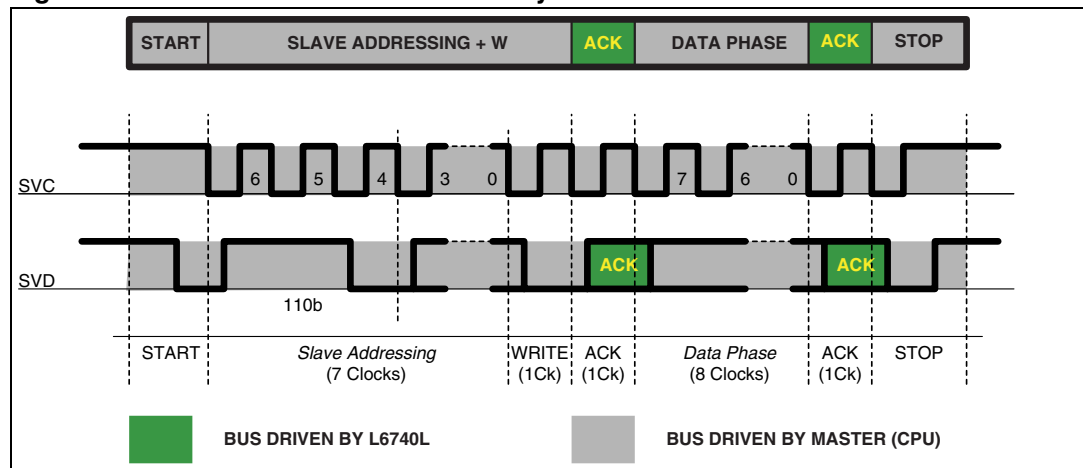 START SLAVE ADDRESSING + W ACK DATA PHASE ACK STOP
SVC 6 5 4 3 0 7 6 0
SVD ACK ACK
110b
START Slave Addressing WRITE ACK Data Phase ACK STOP
(7 Clocks) (1Ck) (1Ck) (8 Clocks) (1Ck)
BUS DRIVEN BY L6740L BUS DRIVEN BY MASTER (CPU)